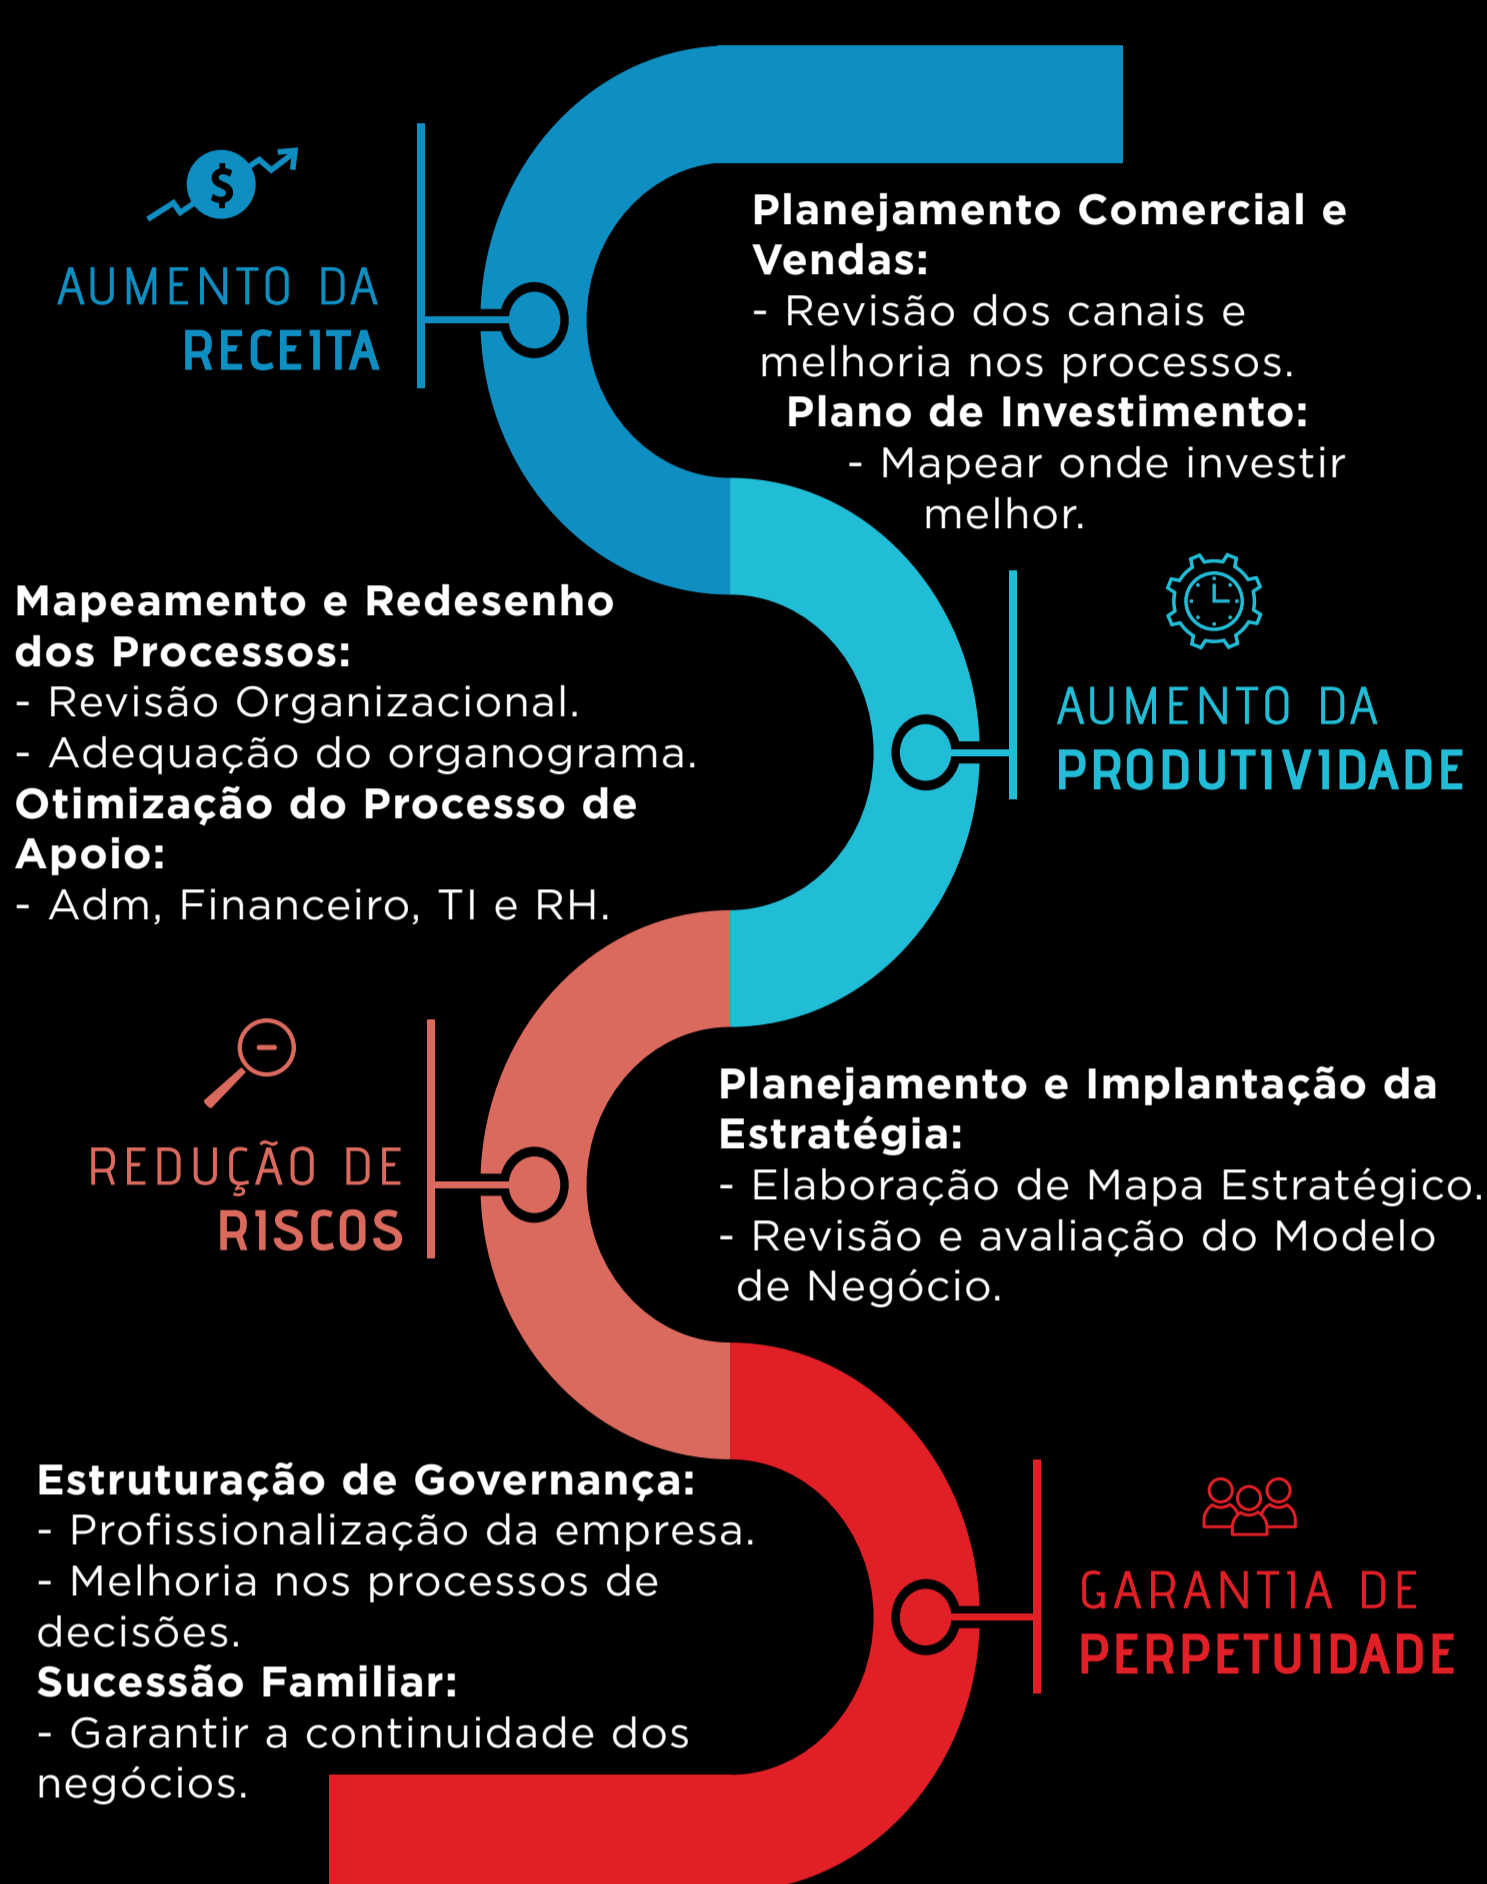 $
AUMENTO DA
RECEITA
Planejamento Comercial e
Vendas:
- Revisão dos canais e
melhoria nos processos.
Plano de Investimento:
- Mapear onde investir
melhor.
Mapeamento e Redesenho
dos Processos:
- Revisão Organizacional.
- Adequação do organograma.
Otimização do Processo de
Apoio:
- Adm, Financeiro, TI e RH.
AUMENTO DA
PRODUTIVIDADE
REDUÇÃO DE
RISCOS
Planejamento e Implantação da
Estratégia:
- Elaboração de Mapa Estratégico.
- Revisão e avaliação do Modelo
de Negócio.
Estruturação de Governança:
- Profissionalização da empresa.
- Melhoria nos processos de
decisões.
Sucessão Familiar:
- Garantir a continuidade dos
negócios.
GARANTIA DE
PERPETUIDADE